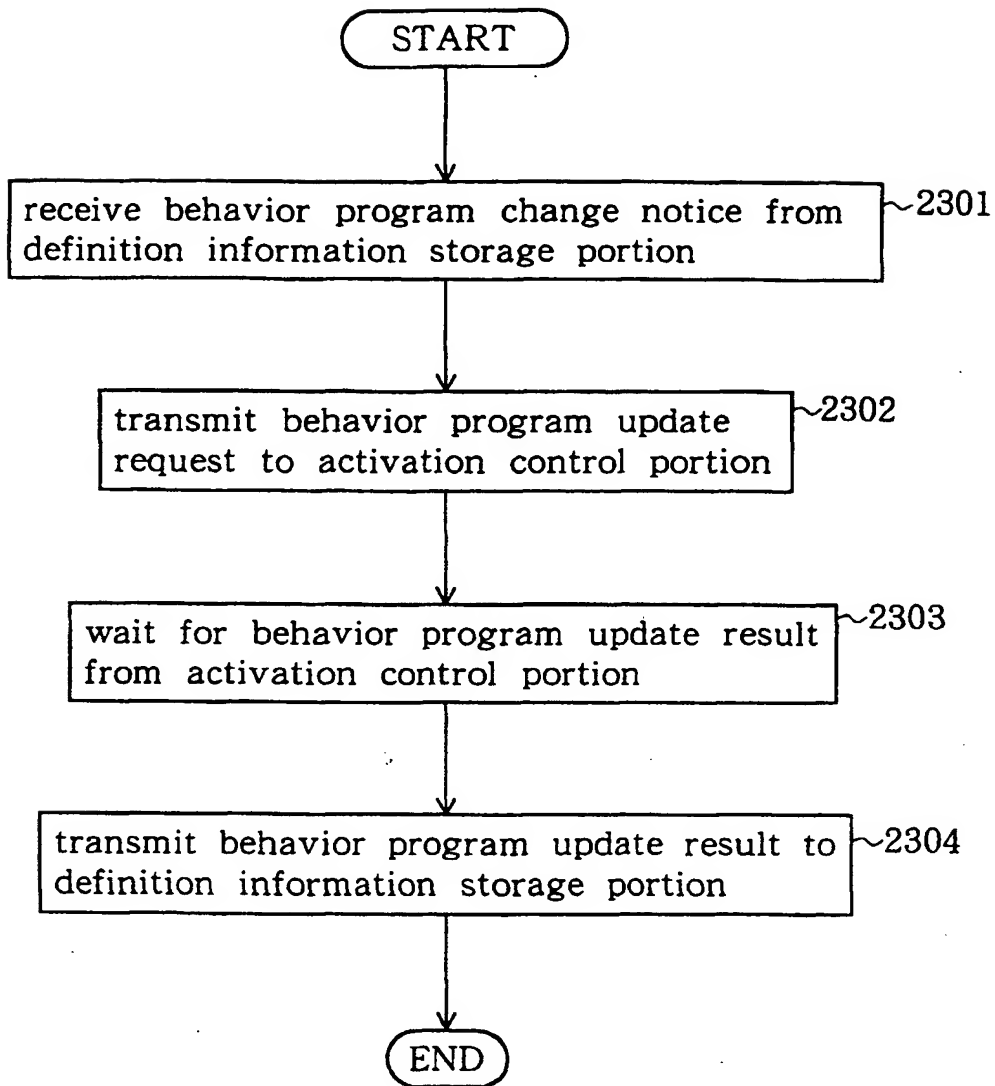 START
receive behavior program change notice from
definition information storage portion
2301
transmit behavior program update
request to activation control portion
2302
wait for behavior program update result
from activation control portion
2303
transmit behavior program update result to
definition information storage portion
2304
END